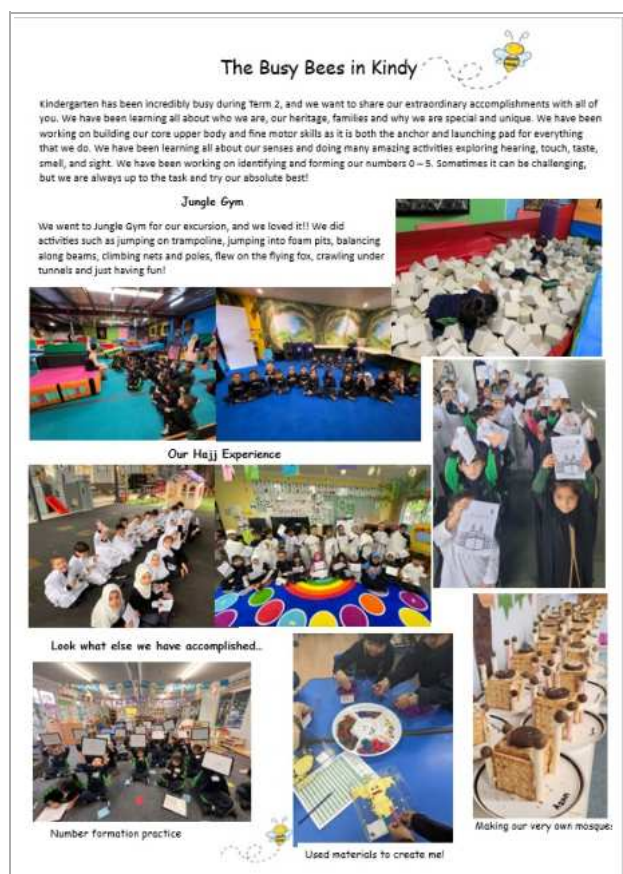 The Busy Bees in Kindy
Kindergarten has been incredibly busy during Term 2, and we want to share our extraordinary accomplishments with all of
you. We have been learning all about who we are, our heritage, families and why we are special and unique. We have been
working on building our core upper body and fine motor skills as it is both the anchor and launching pad for everything
that we do. We have been learning all about our senses and doing many amazing activities exploring hearing, touch, taste,
smell, and sight. We have been working on identifying and forming our numbers 0 – 5. Sometimes it can be challenging,
but we are always up to the task and try our absolute best!
Jungle Gym
We went to Jungle Gym for our excursion, and we loved it!! We did
activities such as jumping on trampoline, jumping into foam pits, balancing
along beams, climbing nets and poles, flew on the flying fox, crawling under
tunnels and just having fun!
Our Hajj Experience
Look what else we have accomplished...
Number formation practice
Used materials to create me!
Making our very own mosques